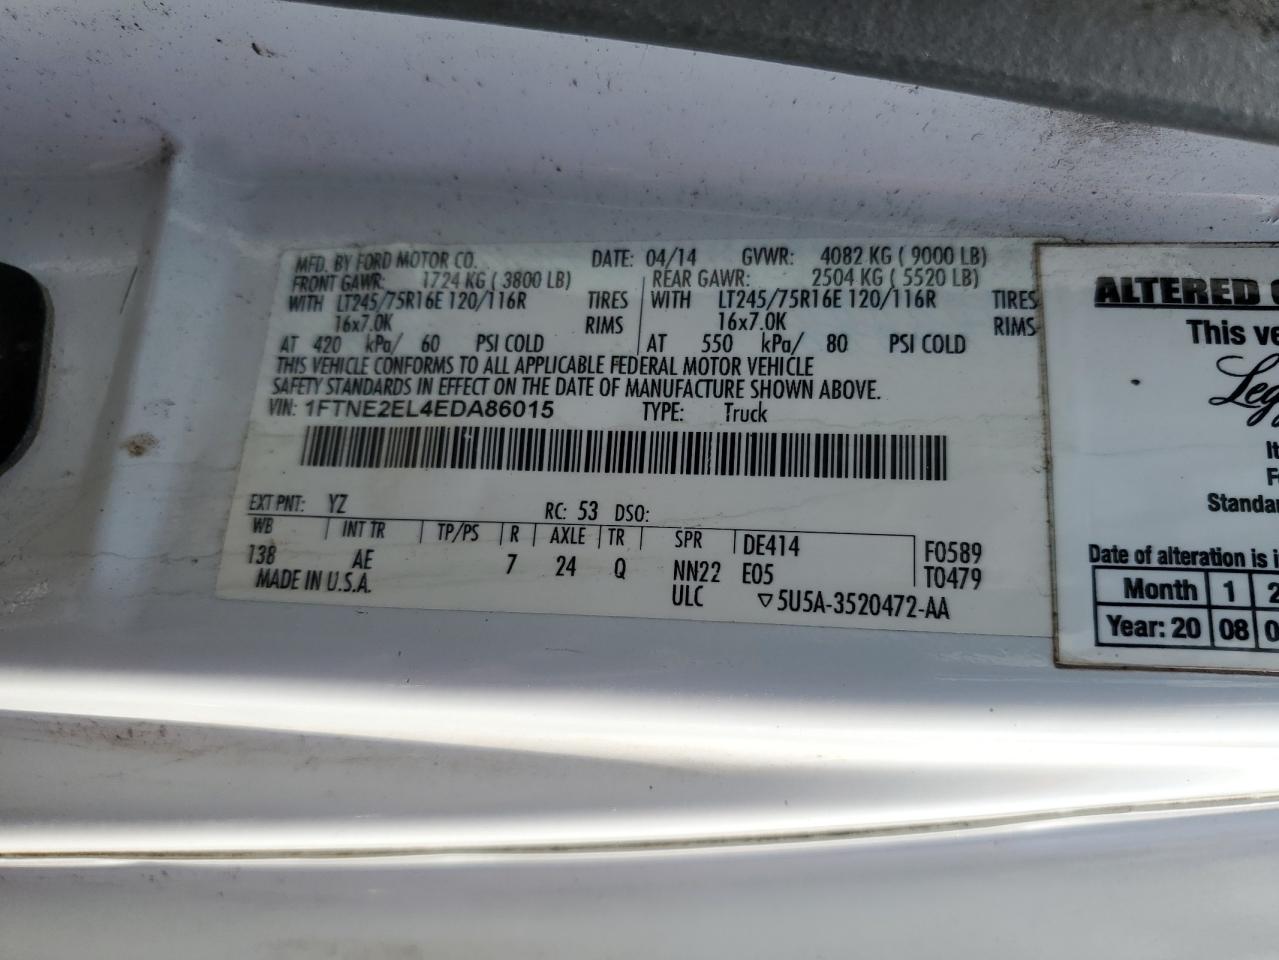 MFD. BY FORD MOTOR CO. DATE: 04/14 GVWR: 4082 KG ( 9000 LB)
FRONT GAWR: 1724 KG ( 3800 LB) REAR GAWR: 2504 KG ( 5520 LB)
WITH LT245/75R16E 120/116R TIRES WITH LT245/75R16E 120/116R TIRES
16x7.0K RIMS 16x7.0K RIMS
AT 420 kPa/ 60 PSI COLD AT 550 kPa/ 80 PSI COLD
THIS VEHICLE CONFORMS TO ALL APPLICABLE FEDERAL MOTOR VEHICLE
SAFETY STANDARDS IN EFFECT ON THE DATE OF MANUFACTURE SHOWN ABOVE.
VIN: 1FTNE2EL4EDA86015 TYPE: Truck
EXT PNT: YZ RC: 53 DSO:
WB INT TR TP/PS R AXLE TR SPR DE414 F0589
138 AE 7 24 Q NN22 E05 T0479
MADE IN U.S.A. ULC ▽5U5A-3520472-AA
ALTERED
This
Standa
Date of alteration is
Month 1 2
Year: 20 08